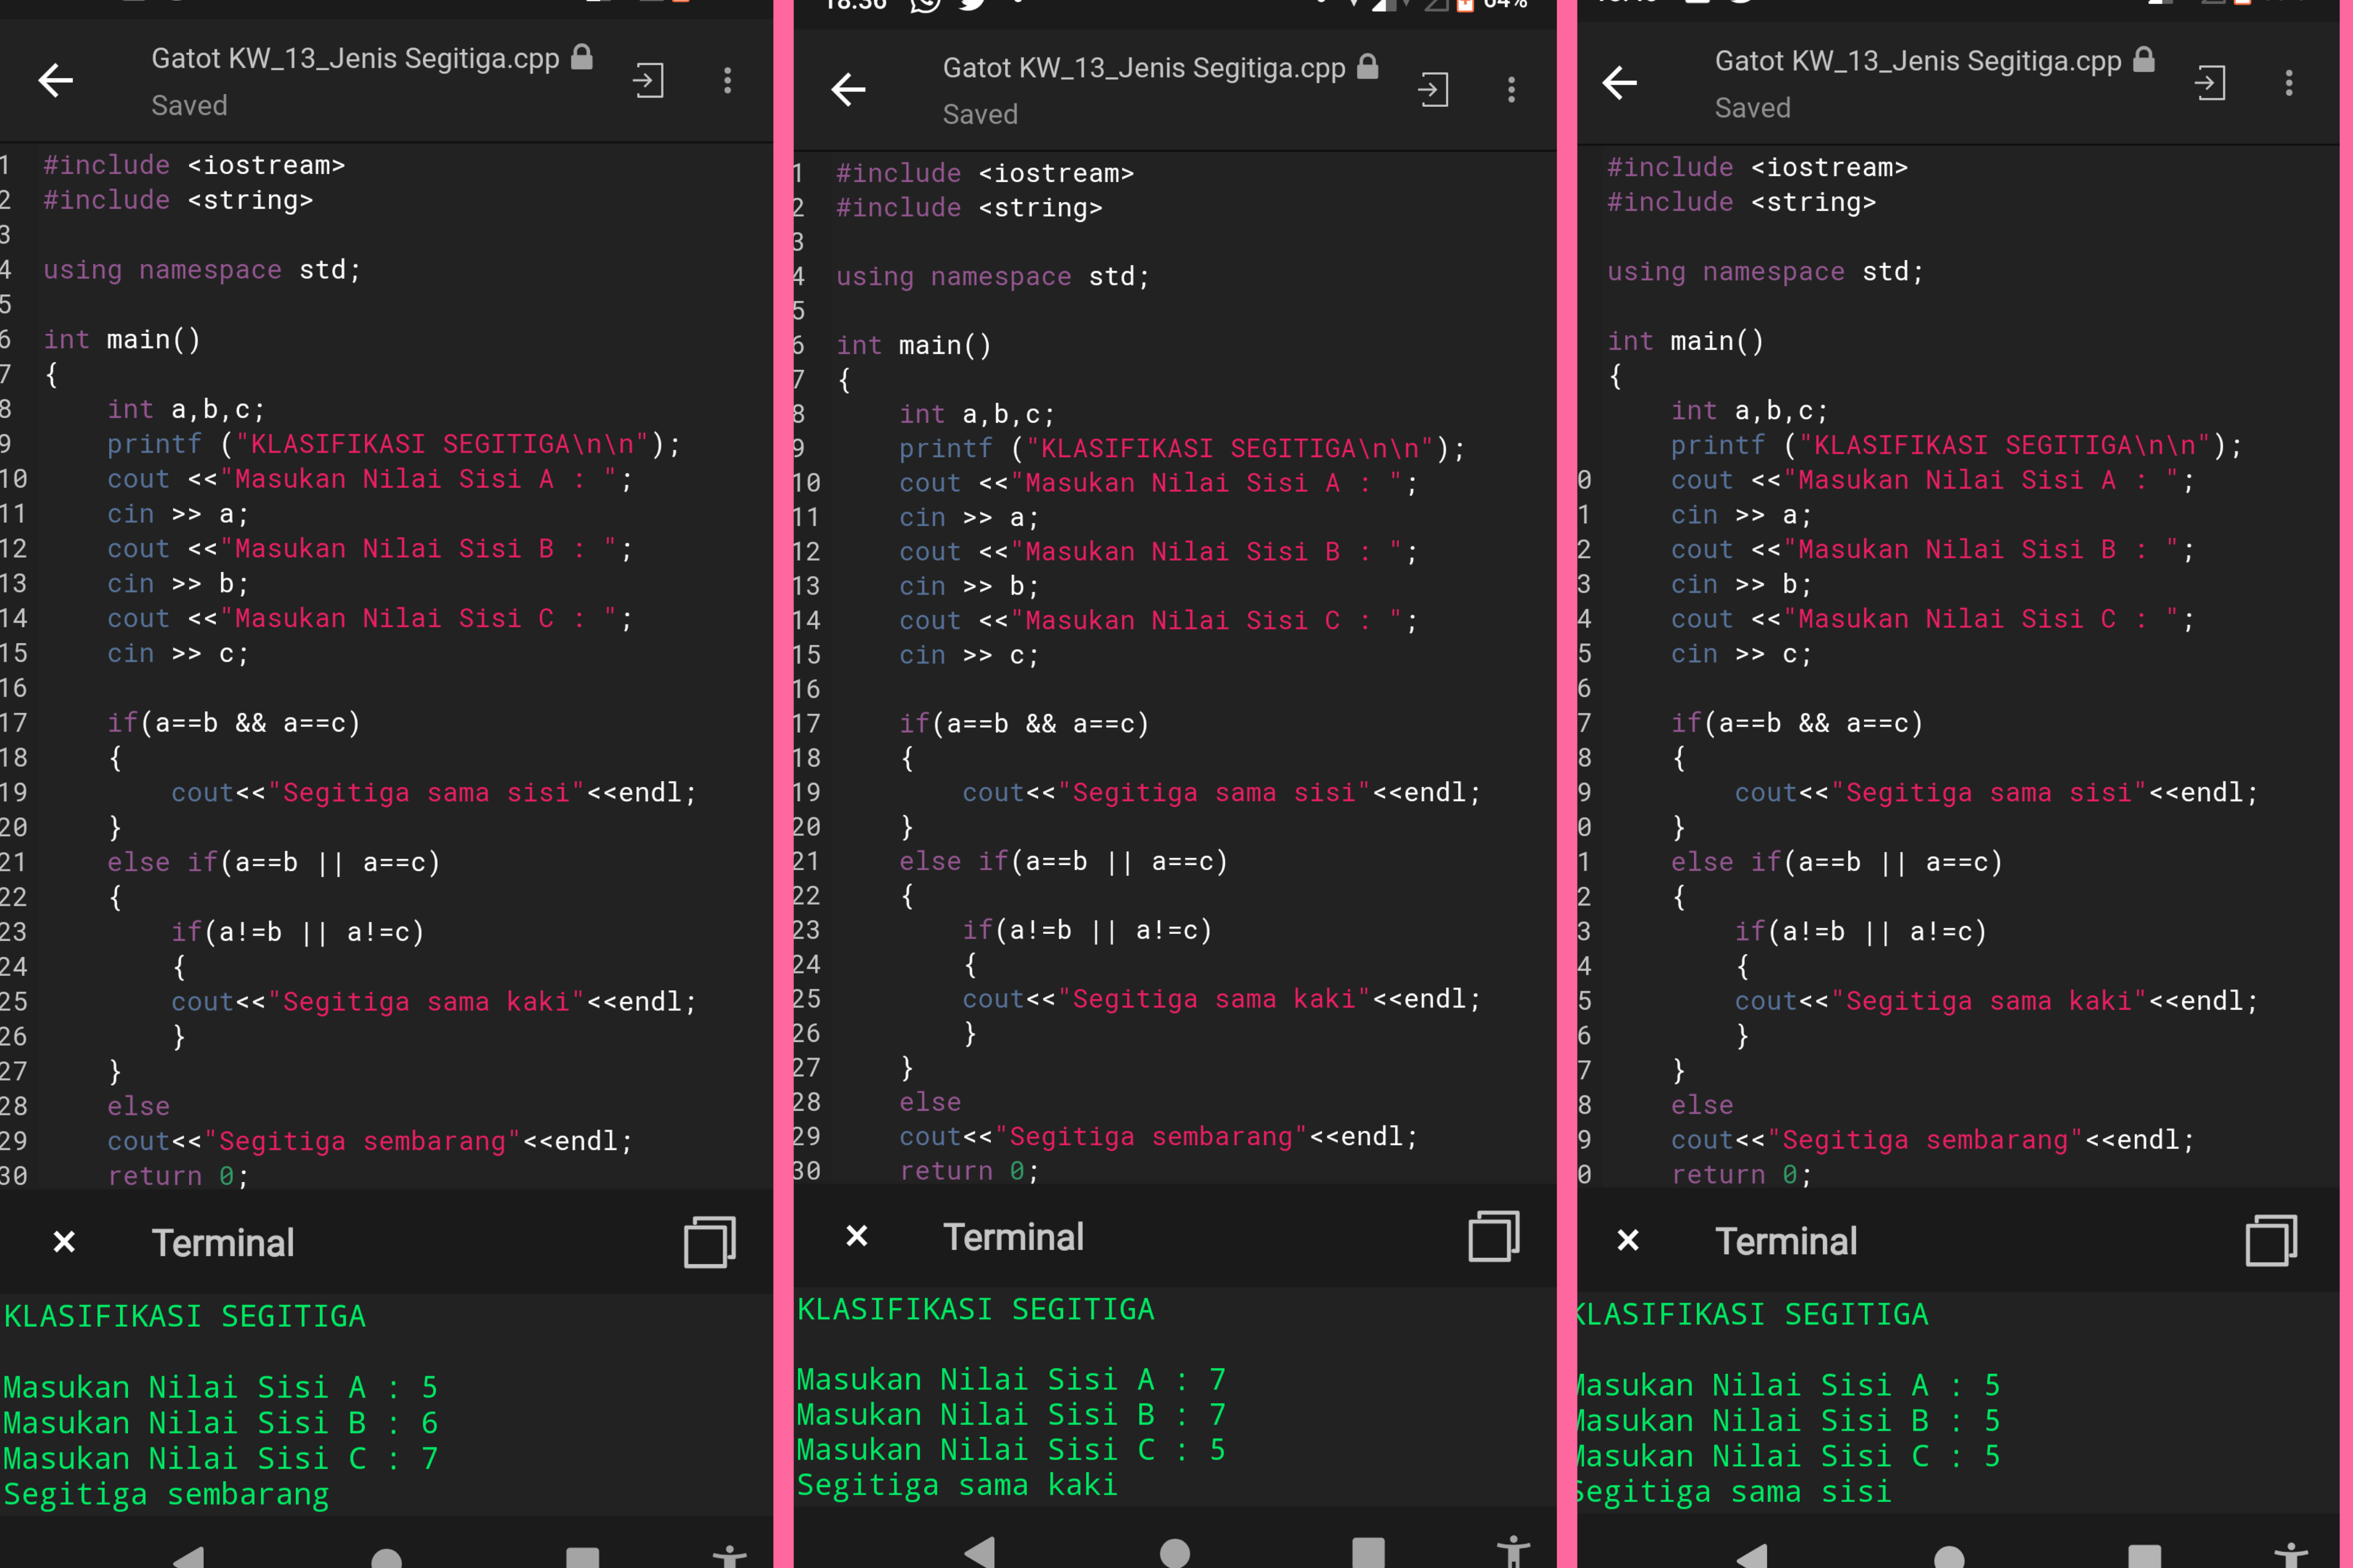 Gatot KW_13_Jenis Segitiga.cpp
Saved
1 #include <iostream>
2 #include <string>
3
4 using namespace std;
5
6 int main()
7 {
8 int a,b,c;
9 printf ("KLASIFIKASI SEGITIGA\n\n");
10 cout <<"Masukan Nilai Sisi A : ";
11 cin >> a;
12 cout <<"Masukan Nilai Sisi B : ";
13 cin >> b;
14 cout <<"Masukan Nilai Sisi C : ";
15 cin >> c;
16
17 if(a==b && a==c)
18 {
19 cout<<"Segitiga sama sisi"<<endl;
20 }
21 else if(a==b || a==c)
22 {
23 if(a!=b || a!=c)
24 {
25 cout<<"Segitiga sama kaki"<<endl;
26 }
27 }
28 else
29 cout<<"Segitiga sembarang"<<endl;
30 return 0;
Terminal
KLASIFIKASI SEGITIGA
Masukan Nilai Sisi A : 5
Masukan Nilai Sisi B : 6
Masukan Nilai Sisi C : 7
Segitiga sembarang
18:36 64%
Gatot KW_13_Jenis Segitiga.cpp
Saved
1 #include <iostream>
2 #include <string>
3
4 using namespace std;
5
6 int main()
7 {
8 int a,b,c;
9 printf ("KLASIFIKASI SEGITIGA\n\n");
10 cout <<"Masukan Nilai Sisi A : ";
11 cin >> a;
12 cout <<"Masukan Nilai Sisi B : ";
13 cin >> b;
14 cout <<"Masukan Nilai Sisi C : ";
15 cin >> c;
16
17 if(a==b && a==c)
18 {
19 cout<<"Segitiga sama sisi"<<endl;
20 }
21 else if(a==b || a==c)
22 {
23 if(a!=b || a!=c)
24 {
25 cout<<"Segitiga sama kaki"<<endl;
26 }
27 }
28 else
29 cout<<"Segitiga sembarang"<<endl;
30 return 0;
Terminal
KLASIFIKASI SEGITIGA
Masukan Nilai Sisi A : 7
Masukan Nilai Sisi B : 7
Masukan Nilai Sisi C : 5
Segitiga sama kaki
Gatot KW_13_Jenis Segitiga.cpp
Saved
#include <iostream>
#include <string>
using namespace std;
int main()
{
int a,b,c;
printf ("KLASIFIKASI SEGITIGA\n\n");
0 cout <<"Masukan Nilai Sisi A : ";
1 cin >> a;
2 cout <<"Masukan Nilai Sisi B : ";
3 cin >> b;
4 cout <<"Masukan Nilai Sisi C : ";
5 cin >> c;
6
7 if(a==b && a==c)
8 {
9 cout<<"Segitiga sama sisi"<<endl;
0 }
1 else if(a==b || a==c)
2 {
3 if(a!=b || a!=c)
4 {
5 cout<<"Segitiga sama kaki"<<endl;
6 }
7 }
8 else
9 cout<<"Segitiga sembarang"<<endl;
0 return 0;
Terminal
KLASIFIKASI SEGITIGA
Masukan Nilai Sisi A : 5
Masukan Nilai Sisi B : 5
Masukan Nilai Sisi C : 5
Segitiga sama sisi